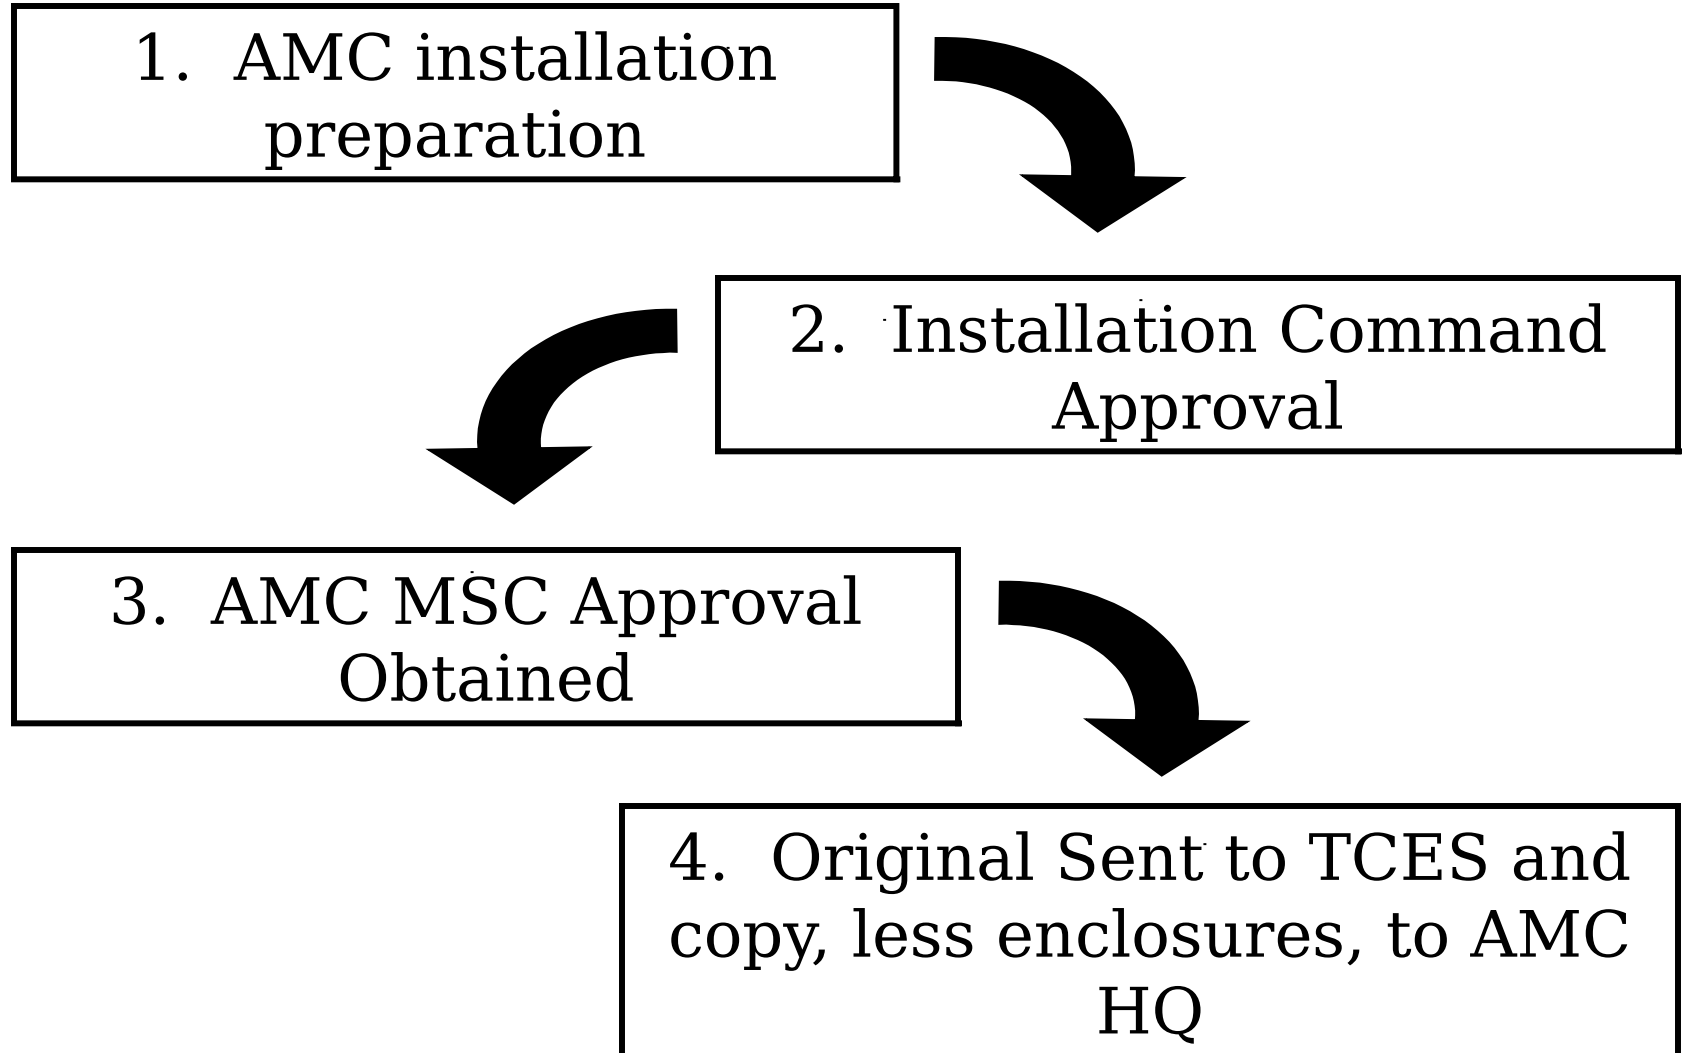 1. AMC installation
preparation
2. Installation Command
Approval
3. AMC MSC Approval
Obtained
4. Original Sent to TCES and
copy, less enclosures, to AMC
HQ